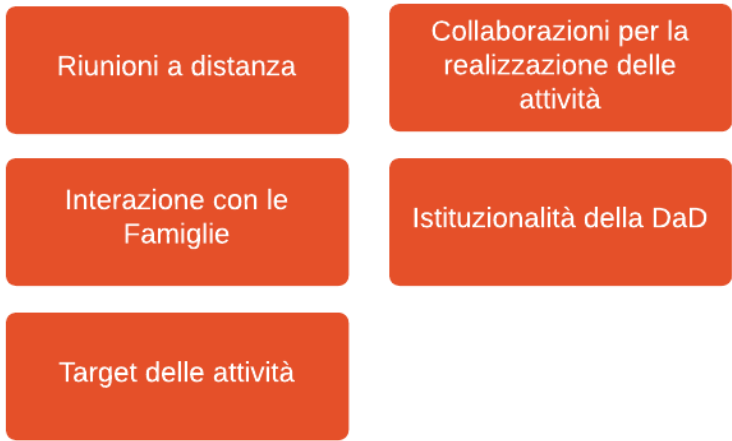 Riunioni a distanza
Collaborazioni per la
realizzazione delle
attività
Interazione con le
Famiglie
Istituzionalità della DaD
Target delle attività